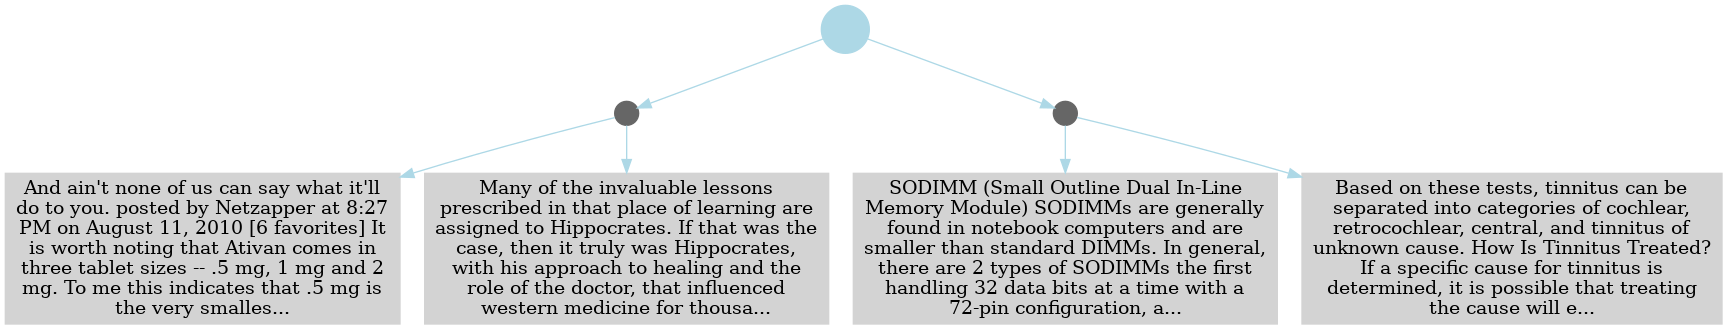 And ain't none of us can say what it'll
do to you. posted by Netzapper at 8:27
PM on August 11, 2010 [6 favorites] It
is worth noting that Ativan comes in
three tablet sizes -- .5 mg, 1 mg and 2
mg. To me this indicates that .5 mg is
the very smalles...
Many of the invaluable lessons
prescribed in that place of learning are
assigned to Hippocrates. If that was the
case, then it truly was Hippocrates,
with his approach to healing and the
role of the doctor, that influenced
western medicine for thousa...
SODIMM (Small Outline Dual In-Line
Memory Module) SODIMMs are generally
found in notebook computers and are
smaller than standard DIMMs. In general,
there are 2 types of SODIMMs the first
handling 32 data bits at a time with a
72-pin configuration, a...
Based on these tests, tinnitus can be
separated into categories of cochlear,
retrocochlear, central, and tinnitus of
unknown cause. How Is Tinnitus Treated?
If a specific cause for tinnitus is
determined, it is possible that treating
the cause will e...